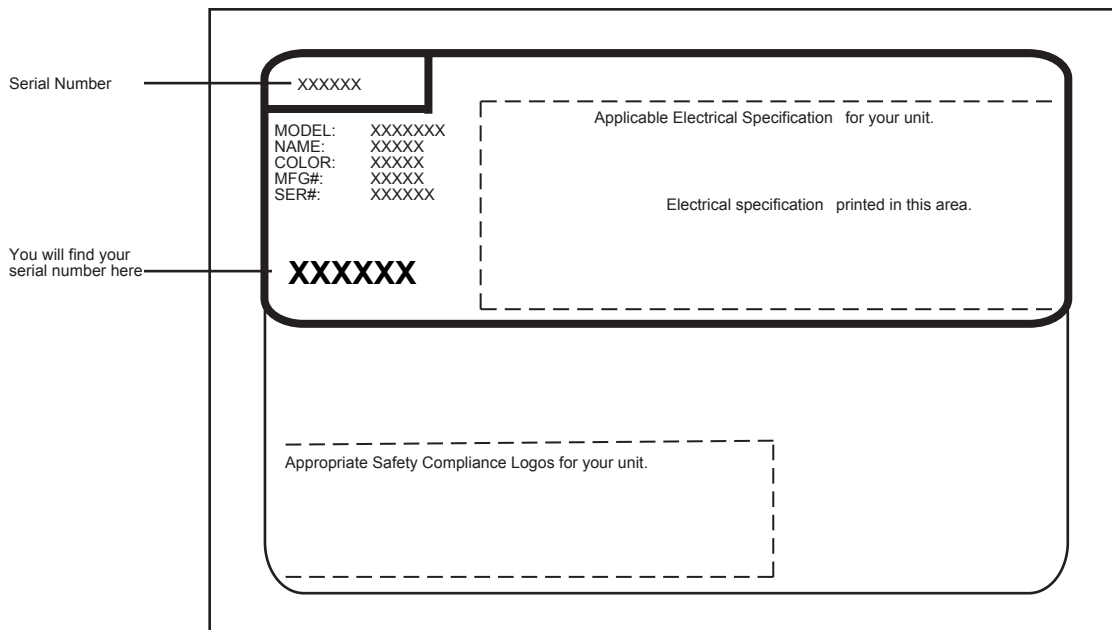 Serial Number
XXXXXX
MODEL: XXXXXXX
NAME: XXXXX
COLOR: XXXXX
MFG#: XXXXX
SER#: XXXXXX
Applicable Electrical Specification for your unit.
Electrical specification printed in this area.
You will find your
serial number here
XXXXXX
Appropriate Safety Compliance Logos for your unit.